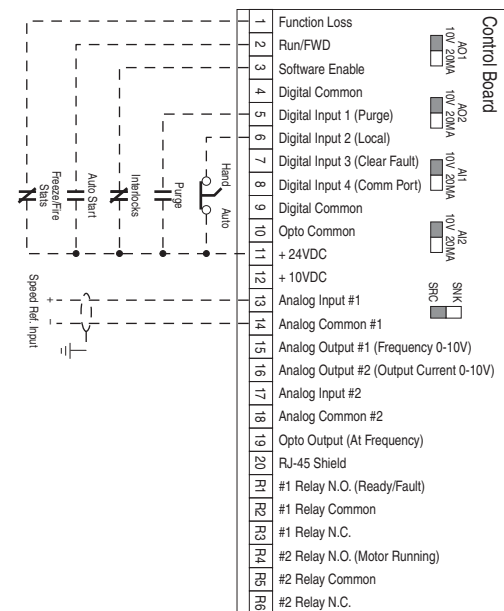 Control Board
1 Function Loss
2 Run/FWD
3 Software Enable
4 Digital Common
5 Digital Input 1 (Purge)
6 Digital Input 2 (Local)
7 Digital Input 3 (Clear Fault)
8 Digital Input 4 (Comm Port)
9 Digital Common
10 Opto Common
11 + 24VDC
12 + 10VDC
13 Analog Input #1
14 Analog Common #1
15 Analog Output #1 (Frequency 0-10V)
16 Analog Output #2 (Output Current 0-10V)
17 Analog Input #2
18 Analog Common #2
19 Opto Output (At Frequency)
20 RJ-45 Shield
R1 #1 Relay N.O. (Ready/Fault)
R2 #1 Relay Common
R3 #1 Relay N.C.
R4 #2 Relay N.O. (Motor Running)
R5 #2 Relay Common
R6 #2 Relay N.C.
AO1
10V 20MA
AO2
10V 20MA
AI1
10V 20MA
AI2
10V 20MA
SNK
SRC
Freeze/Fire
Stats
Auto Start
Interlocks
Purge
Hand
Auto
Speed Ref. Input
+
–